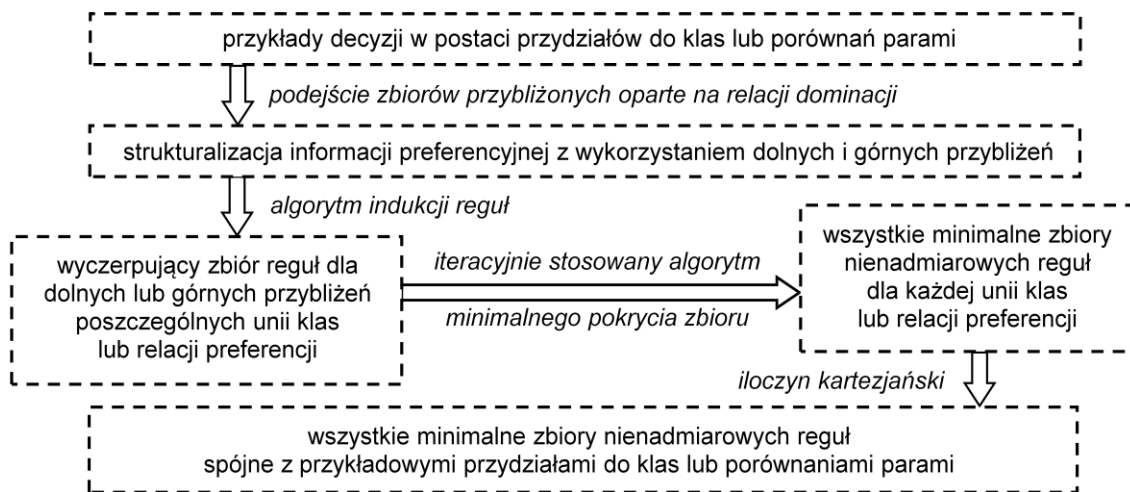 przykłady decyzji w postaci przydziałów do klas lub porównań parami
podejście zbiorów przybliżonych oparte na relacji dominacji
strukturalizacja informacji preferencyjnej z wykorzystaniem dolnych i górnych przybliżeń
algorytm indukcji reguł
wyczerpujący zbiór reguł dla
dolnych lub górnych przybliżeń
poszczególnych unii klas
lub relacji preferencji
iteracyjnie stosowany algorytm
minimalnego pokrycia zbioru
wszystkie minimalne zbiory
nienadmiarowych reguł
dla każdej unii klas
lub relacji preferencji
iloczyn kartezjański
wszystkie minimalne zbiory nienadmiarowych reguł
spójne z przykładowymi przydziałami do klas lub porównaniami parami